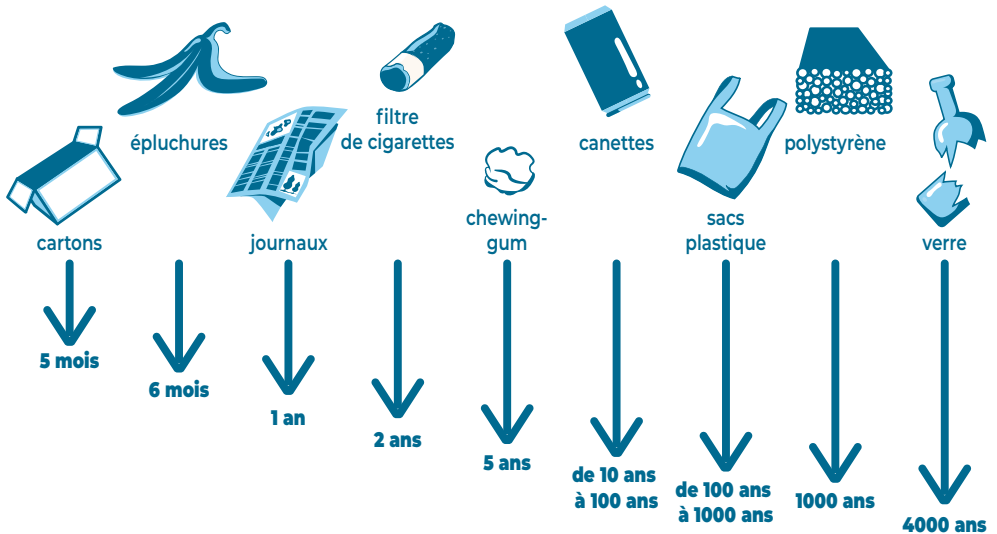 cartons
épluchures
journaux
filtre
de cigarettes
chewing-
gum
canettes
sacs
plastique
polystyrène
verre
5 mois
6 mois
1 an
2 ans
5 ans
de 10 ans
à 100 ans
de 100 ans
à 1000 ans
1000 ans
4000 ans